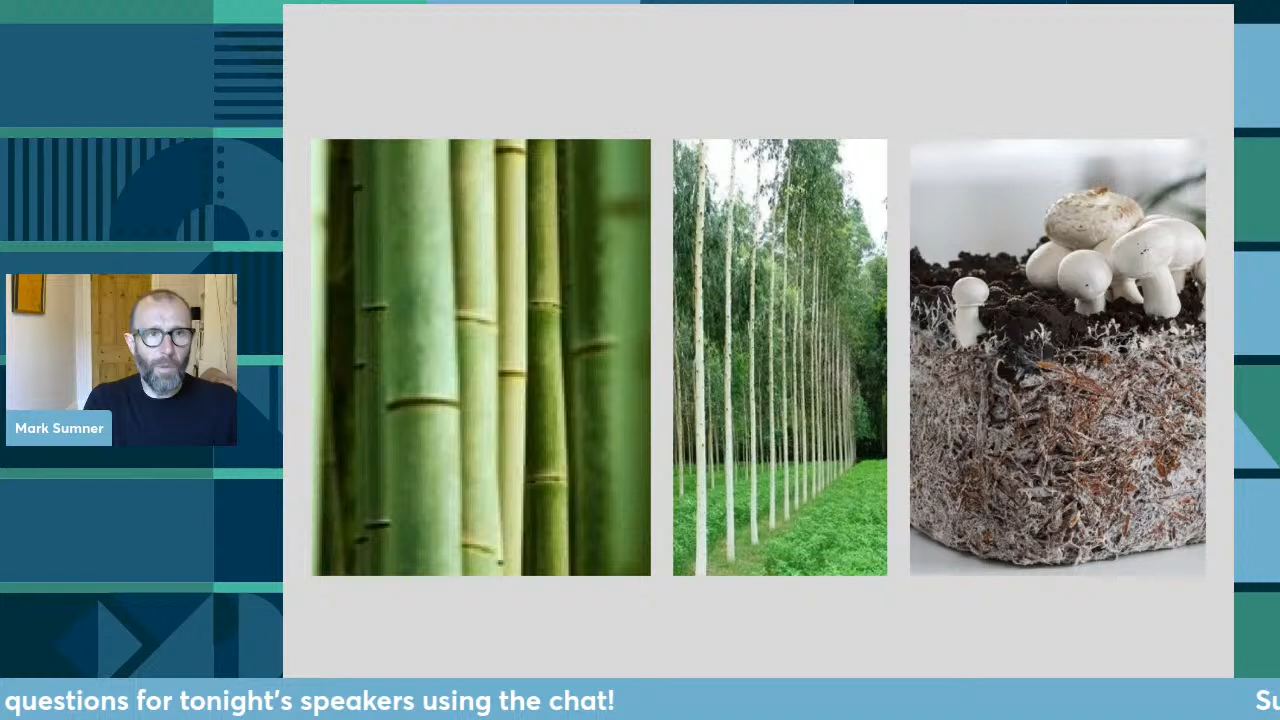 Mark Sumner
questions for tonight's speakers using the chat!
Su